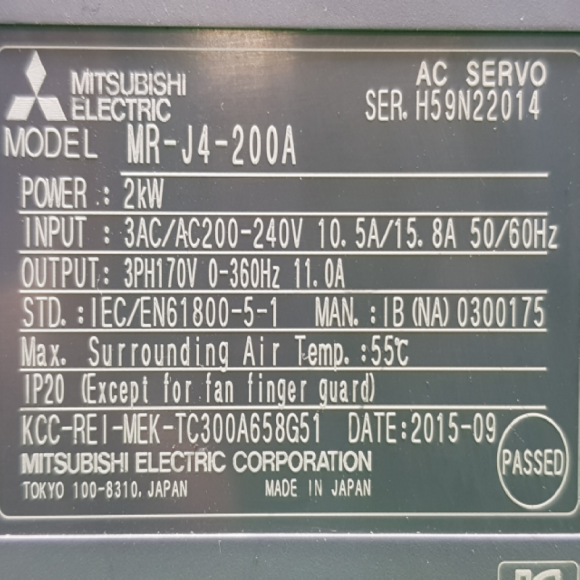 MITSUBISHI
ELECTRIC
AC SERVO
SER. H59N22014
MODEL MR-J4-200A
POWER : 2kW
INPUT : 3AC/AC200-240V 10.5A/15.8A 50/60Hz
OUTPUT: 3PH170V 0-360Hz 11.0A
STD. : IEC/EN61800-5-1 MAN. : IB(NA)0300175
Max. Surrounding Air Temp. :55℃
IP20 (Except for fan finger guard)
KCC-REI-MEK-TC300A658G51 DATE:2015-09
MITSUBISHI ELECTRIC CORPORATION
PASSED
TOKYO 100-8310, JAPAN MADE IN JAPAN